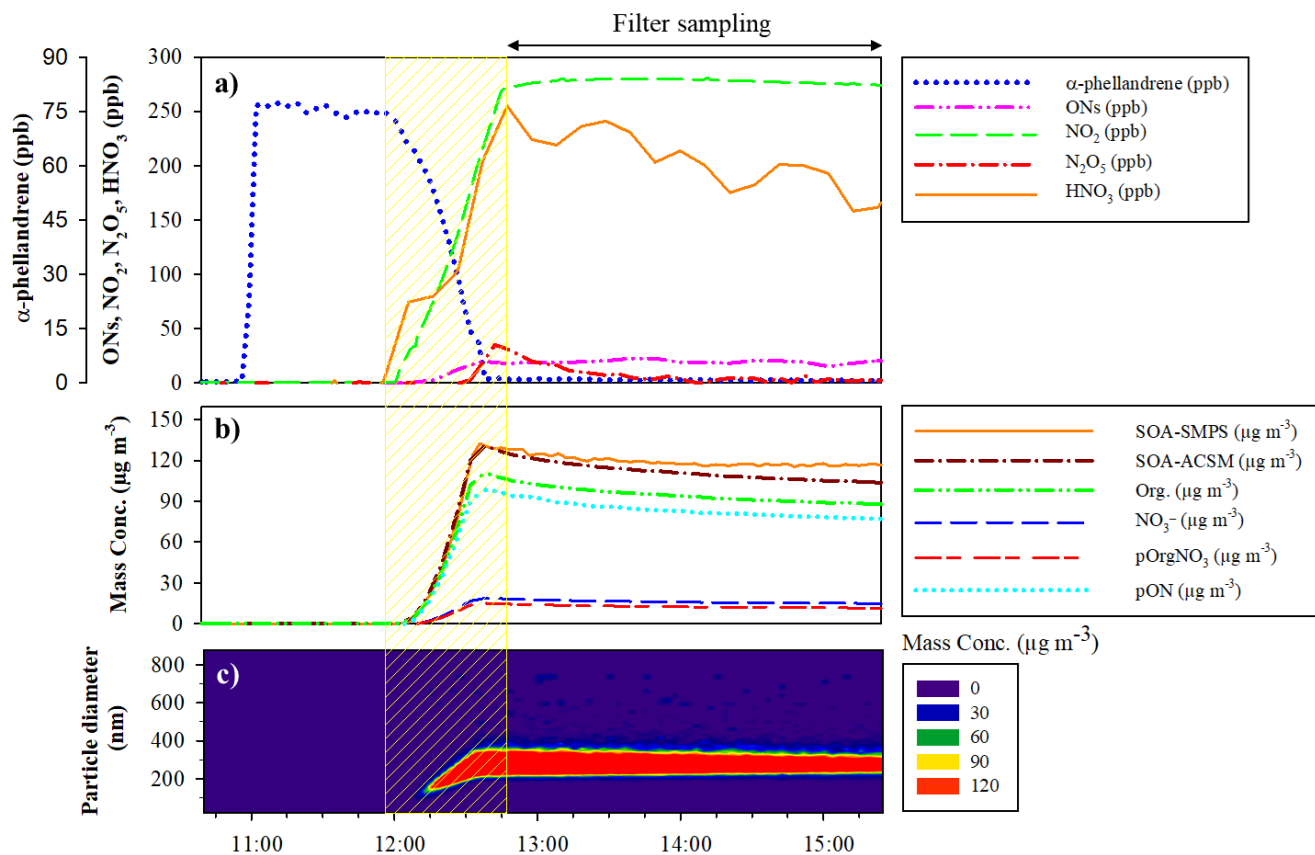 Filter sampling
a)
α-phellandrene (ppb)
90
75
60
45
30
15
0
ONs, NO₂, N₂O₅, HNO₃ (ppb)
300
250
200
150
100
50
0
α-phellandrene (ppb)
ONs (ppb)
NO₂ (ppb)
N₂O₅ (ppb)
HNO₃ (ppb)
b)
Mass Conc. (µg m⁻³)
150
120
90
60
30
0
SOA-SMPS (µg m⁻³)
SOA-ACSM (µg m⁻³)
Org. (µg m⁻³)
NO₃⁻ (µg m⁻³)
pOrgNO₃ (µg m⁻³)
pON (µg m⁻³)
c)
Particle diameter
(nm)
800
600
400
200
Mass Conc. (µg m⁻³)
0
30
60
90
120
11:00 12:00 13:00 14:00 15:00